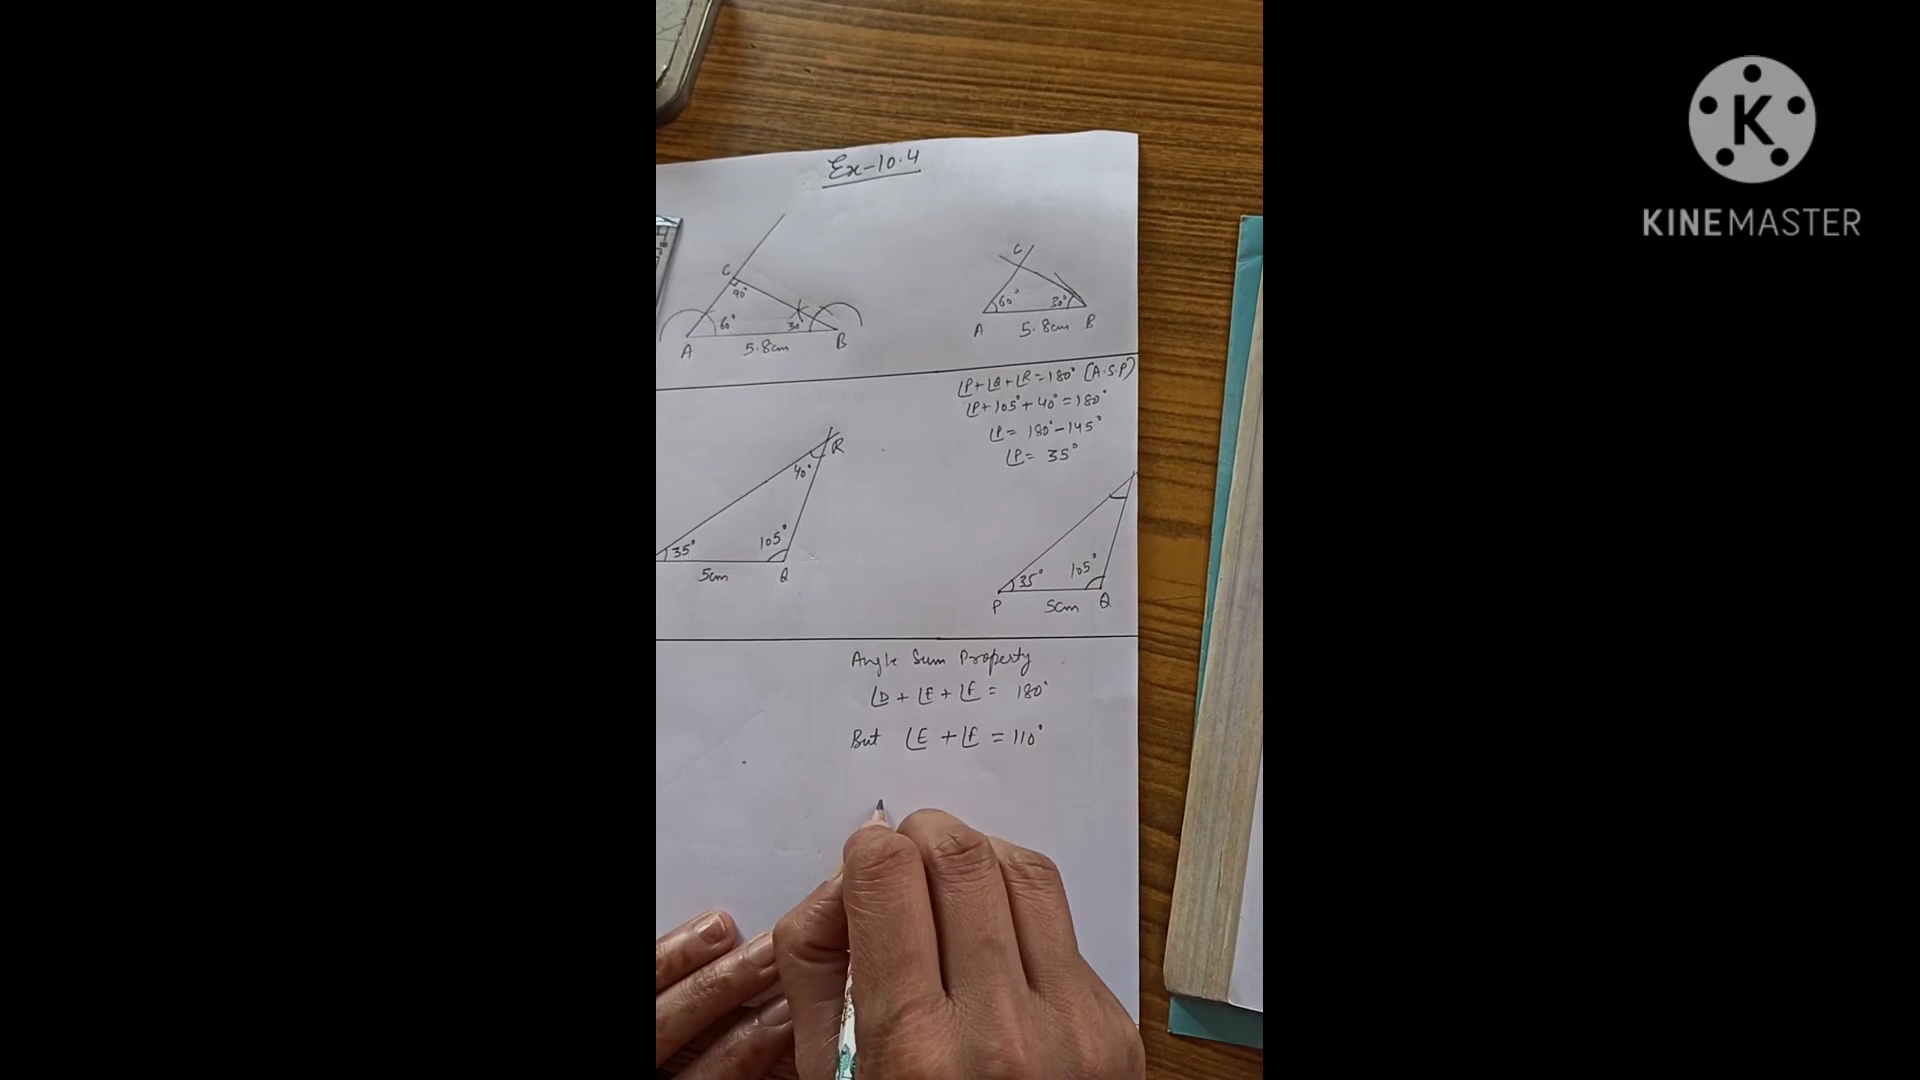 Ex-10.4
C
90°
60°
30°
A
5.8cm
B
C
60°
30°
A
5.8cm
B
∠P+∠Q+∠R=180° (A.S.P)
∠P+105°+40°=180°
∠P= 180°-145°
∠P= 35°
R
40°
35°
105°
5cm
Q
35°
105°
P
5cm
Q
Angle Sum Property
∠D + ∠E + ∠F = 180°
But ∠E + ∠F = 110°
K
KINEMASTER